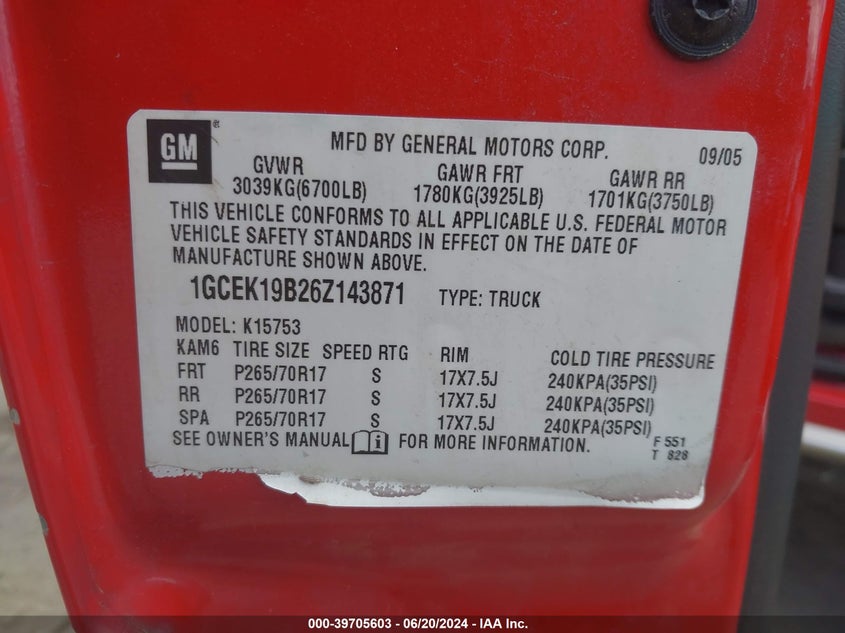 GM ®
MFD BY GENERAL MOTORS CORP. 09/05
GVWR GAWR FRT GAWR RR
3039KG(6700LB) 1780KG(3925LB) 1701KG(3750LB)
THIS VEHICLE CONFORMS TO ALL APPLICABLE U.S. FEDERAL MOTOR
VEHICLE SAFETY STANDARDS IN EFFECT ON THE DATE OF
MANUFACTURE SHOWN ABOVE.
1GCEK19B26Z143871 TYPE: TRUCK
MODEL: K15753
KAM6 TIRE SIZE SPEED RTG RIM COLD TIRE PRESSURE
FRT P265/70R17 S 17X7.5J 240KPA(35PSI)
RR P265/70R17 S 17X7.5J 240KPA(35PSI)
SPA P265/70R17 S 17X7.5J 240KPA(35PSI)
SEE OWNER'S MANUAL i FOR MORE INFORMATION.
F 551
T 828
000-39705603 - 06/20/2024 - IAA Inc.